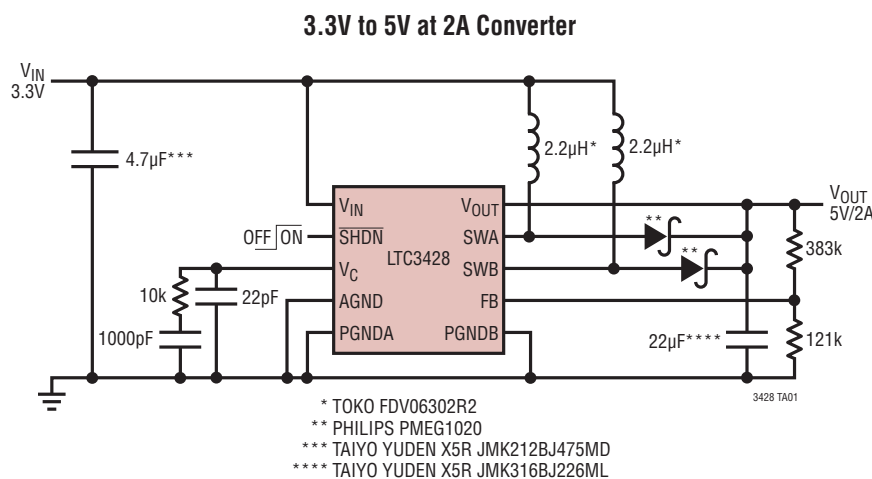 3.3V to 5V at 2A Converter
VIN
3.3V
4.7µF***
2.2µH*
2.2µH*
VOUT
5V/2A
VIN
VOUT
**
OFF ON
SHDN
SWA
**
383k
LTC3428
VC
SWB
10k
22pF
AGND
FB
1000pF
PGNDA
PGNDB
22µF****
121k
3428 TA01
* TOKO FDV06302R2
** PHILIPS PMEG1020
*** TAIYO YUDEN X5R JMK212BJ475MD
**** TAIYO YUDEN X5R JMK316BJ226ML